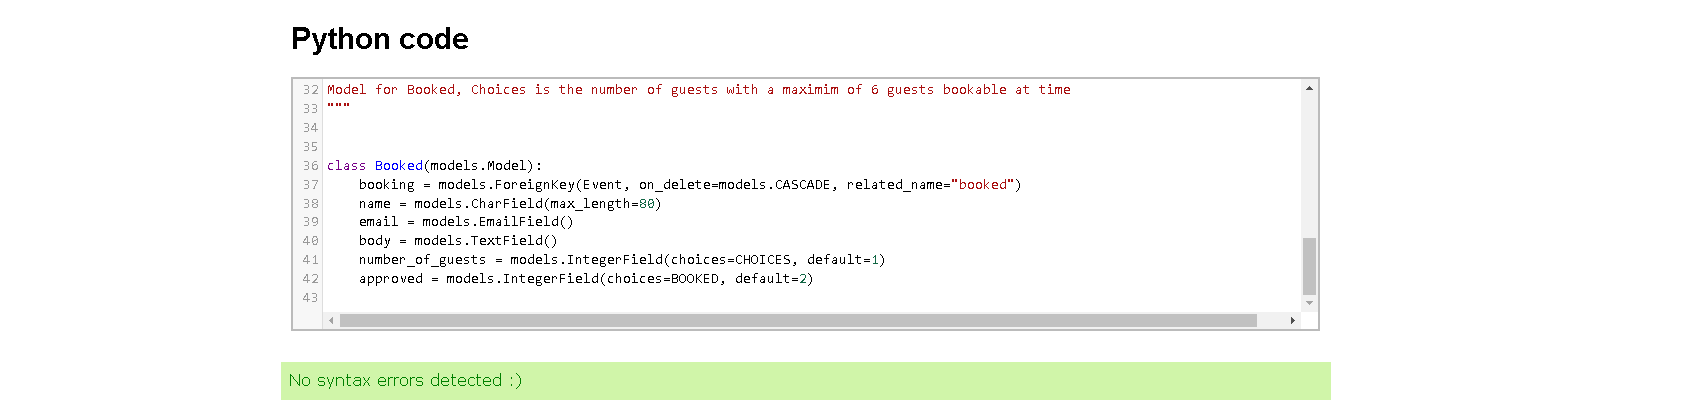 Python code
32 Model for Booked, Choices is the number of guests with a maximim of 6 guests bookable at time
33 """
34
35
36 class Booked(models.Model):
37     booking = models.ForeignKey(Event, on_delete=models.CASCADE, related_name="booked")
38     name = models.CharField(max_length=80)
39     email = models.EmailField()
40     body = models.TextField()
41     number_of_guests = models.IntegerField(choices=CHOICES, default=1)
42     approved = models.IntegerField(choices=BOOKED, default=2)
43
No syntax errors detected :)